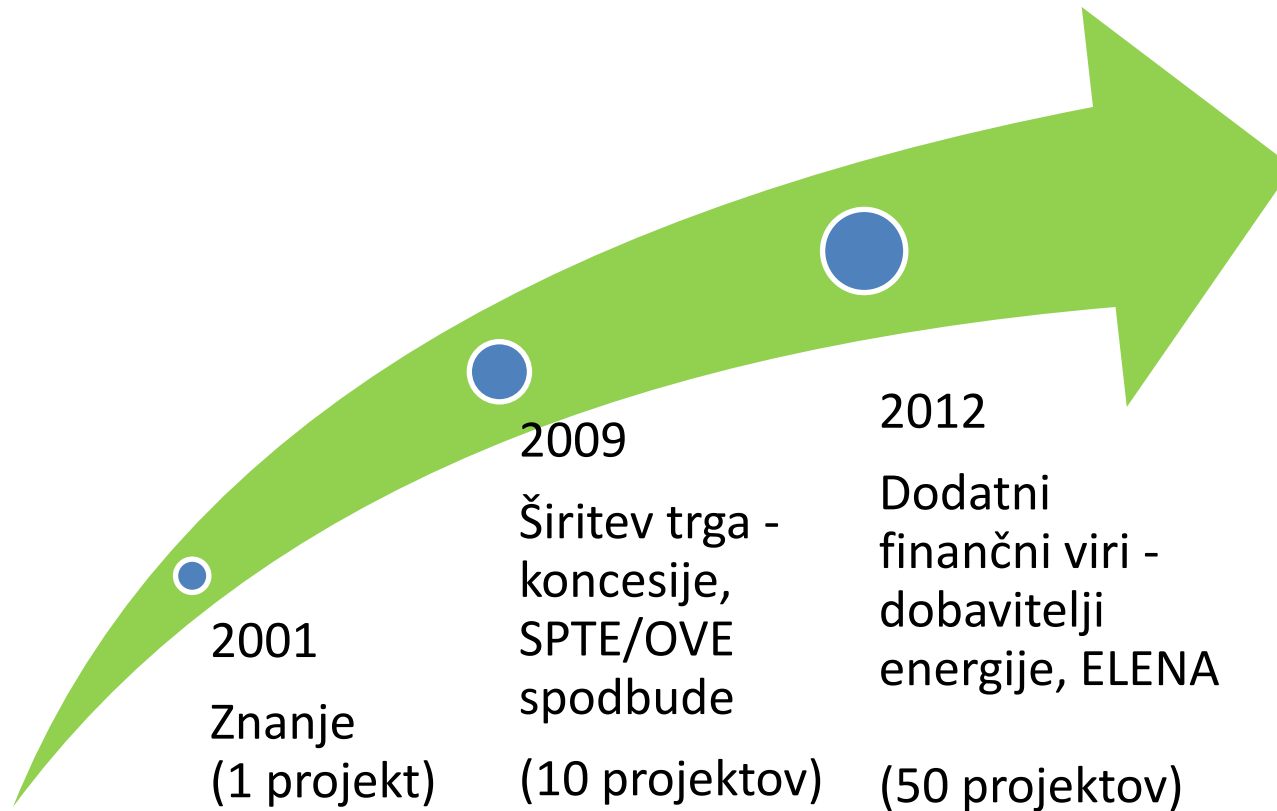 2001
Znanje
(1 projekt)
2009
Širitev trga -
koncesije,
SPTE/OVE
spodbude
(10 projektov)
2012
Dodatni
finančni viri -
dobavitelji
energije, ELENA
(50 projektov)